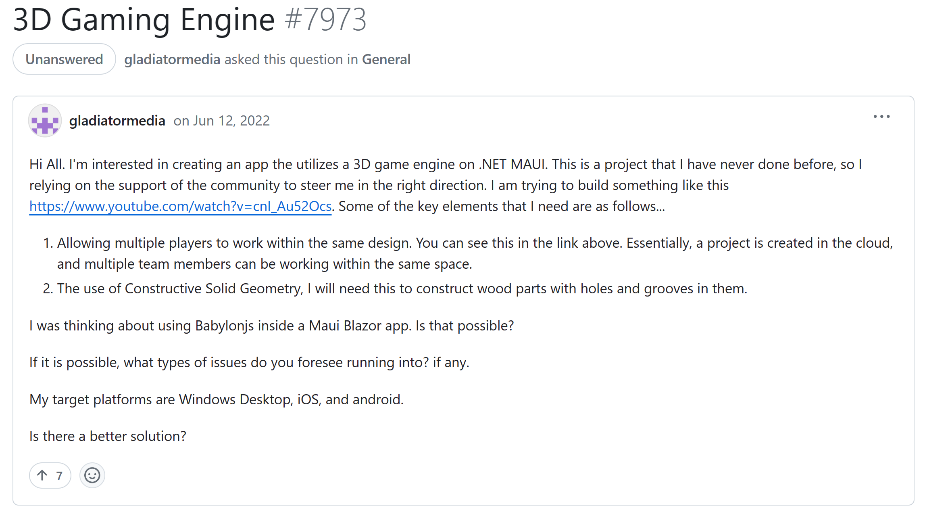 3D Gaming Engine #7973
Unanswered gladiatormedia asked this question in General
gladiatormedia on Jun 12, 2022
Hi All. I'm interested in creating an app the utilizes a 3D game engine on .NET MAUI. This is a project that I have never done before, so I
relying on the support of the community to steer me in the right direction. I am trying to build something like this
https://www.youtube.com/watch?v=cnI_Au52Ocs. Some of the key elements that I need are as follows...
1. Allowing multiple players to work within the same design. You can see this in the link above. Essentially, a project is created in the cloud,
and multiple team members can be working within the same space.
2. The use of Constructive Solid Geometry, I will need this to construct wood parts with holes and grooves in them.
I was thinking about using Babylonjs inside a Maui Blazor app. Is that possible?
If it is possible, what types of issues do you foresee running into? if any.
My target platforms are Windows Desktop, iOS, and android.
Is there a better solution?
7